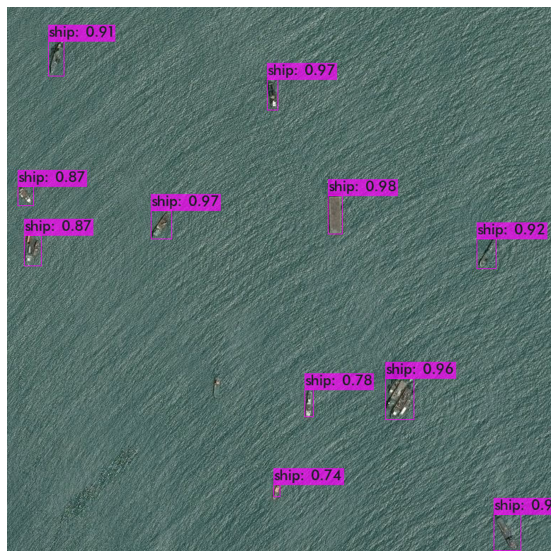 ship: 0.91
ship: 0.97
ship: 0.87
ship: 0.98
ship: 0.97
ship: 0.87
ship: 0.92
ship: 0.96
ship: 0.78
ship: 0.74
ship: 0.9